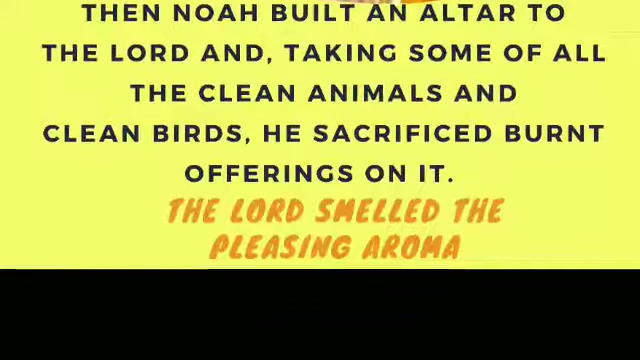 THEN NOAH BUILT AN ALTAR TO
THE LORD AND, TAKING SOME OF ALL
THE CLEAN ANIMALS AND
CLEAN BIRDS, HE SACRIFICED BURNT
OFFERINGS ON IT.
THE LORD SMELLED THE
PLEASING AROMA